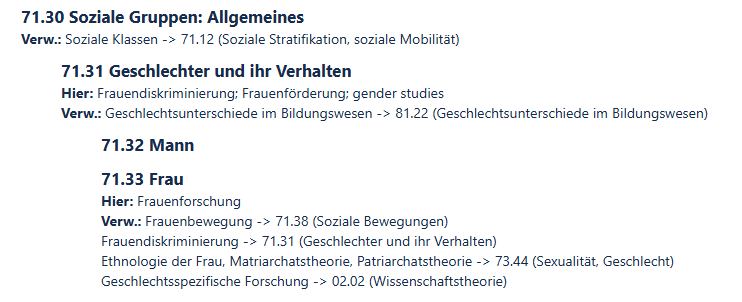 71.30 Soziale Gruppen: Allgemeines
Verw.: Soziale Klassen -> 71.12 (Soziale Stratifikation, soziale Mobilität)
71.31 Geschlechter und ihr Verhalten
Hier: Frauendiskriminierung; Frauenförderung; gender studies
Verw.: Geschlechtsunterschiede im Bildungswesen -> 81.22 (Geschlechtsunterschiede im Bildungswesen)
71.32 Mann
71.33 Frau
Hier: Frauenforschung
Verw.: Frauenbewegung -> 71.38 (Soziale Bewegungen)
Frauendiskriminierung -> 71.31 (Geschlechter und ihr Verhalten)
Ethnologie der Frau, Matriarchatstheorie, Patriarchatstheorie -> 73.44 (Sexualität, Geschlecht)
Geschlechtsspezifische Forschung -> 02.02 (Wissenschaftstheorie)